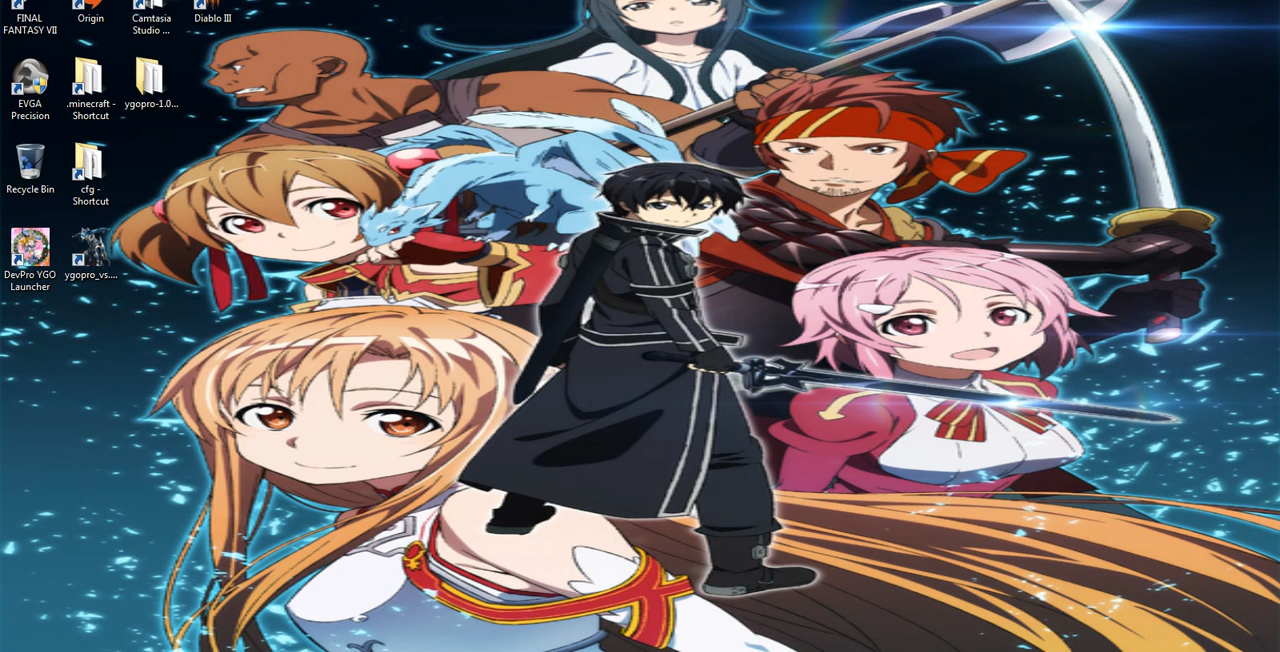 FINAL
FANTASY VII
Origin
Camtasia
Studio ...
Diablo III
EVGA
Precision
.minecraft -
Shortcut
ygopro-1.0...
Recycle Bin
cfg -
Shortcut
DevPro YGO
Launcher
ygopro_vs....